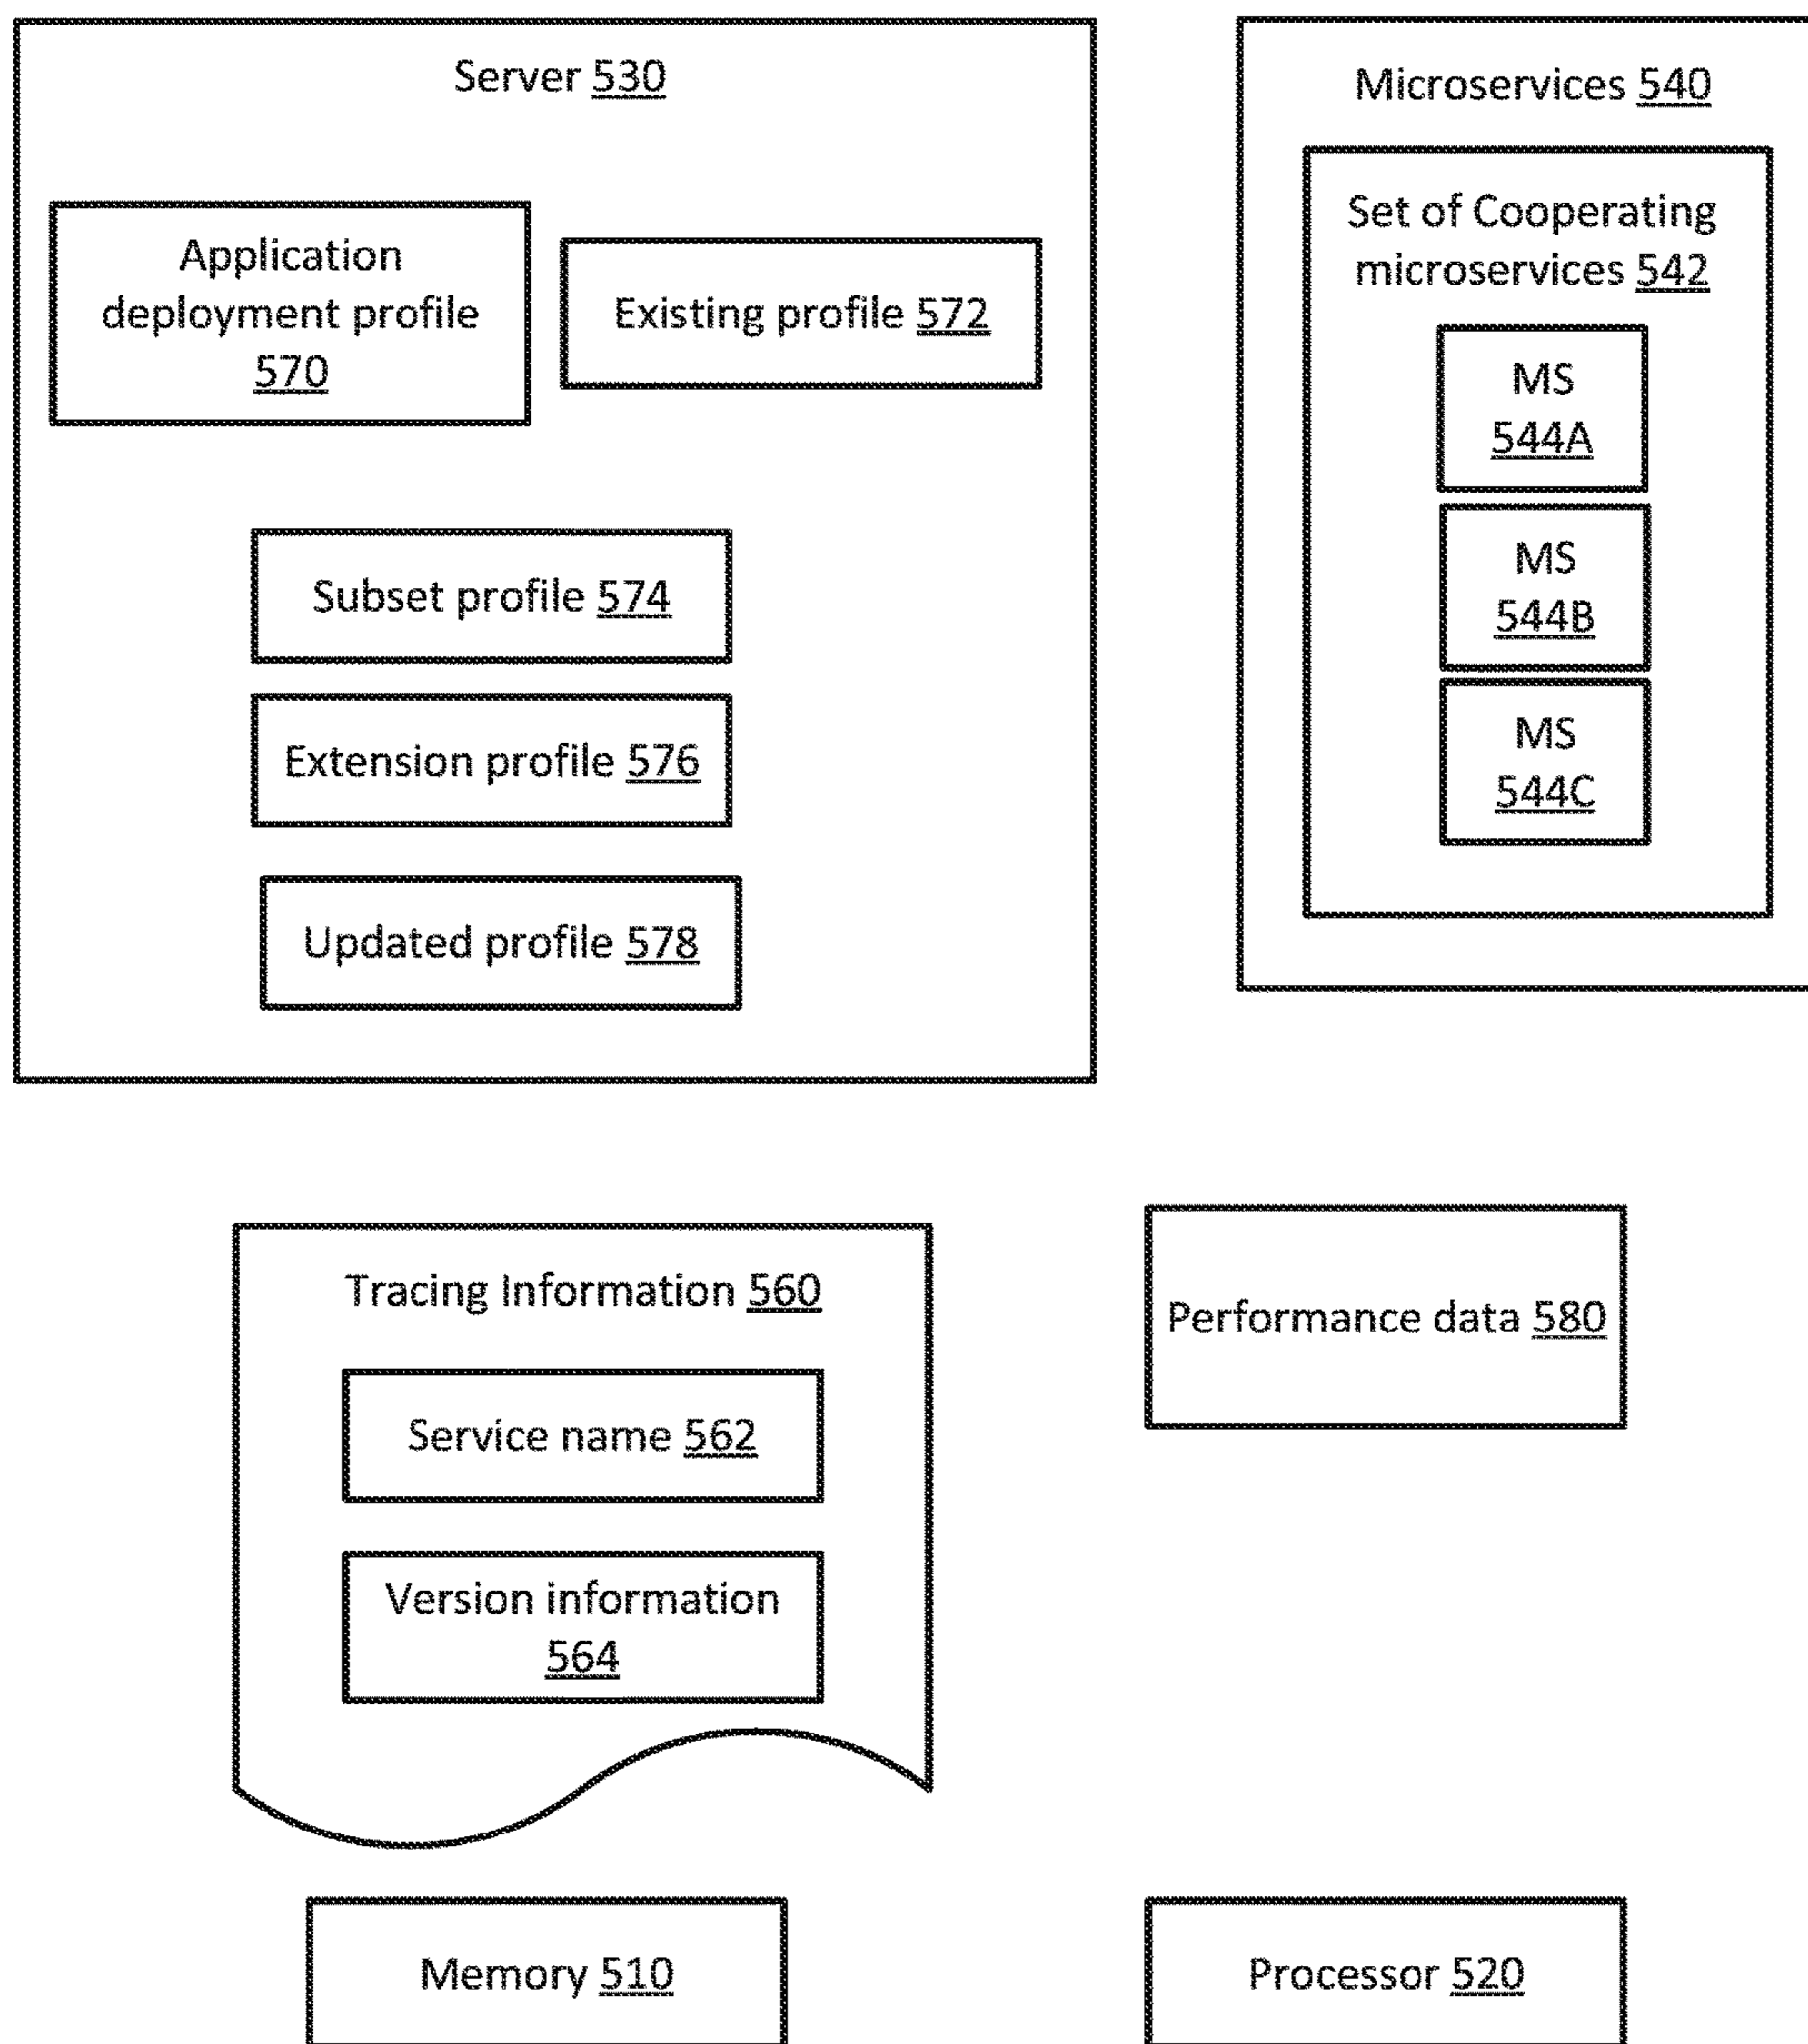 Server 530
Application
deployment profile
570
Existing profile 572
Subset profile 574
Extension profile 576
Updated profile 578
Microservices 540
Set of Cooperating
microservices 542
MS
544A
MS
544B
MS
544C
Tracing Information 560
Service name 562
Version information
564
Performance data 580
Memory 510
Processor 520